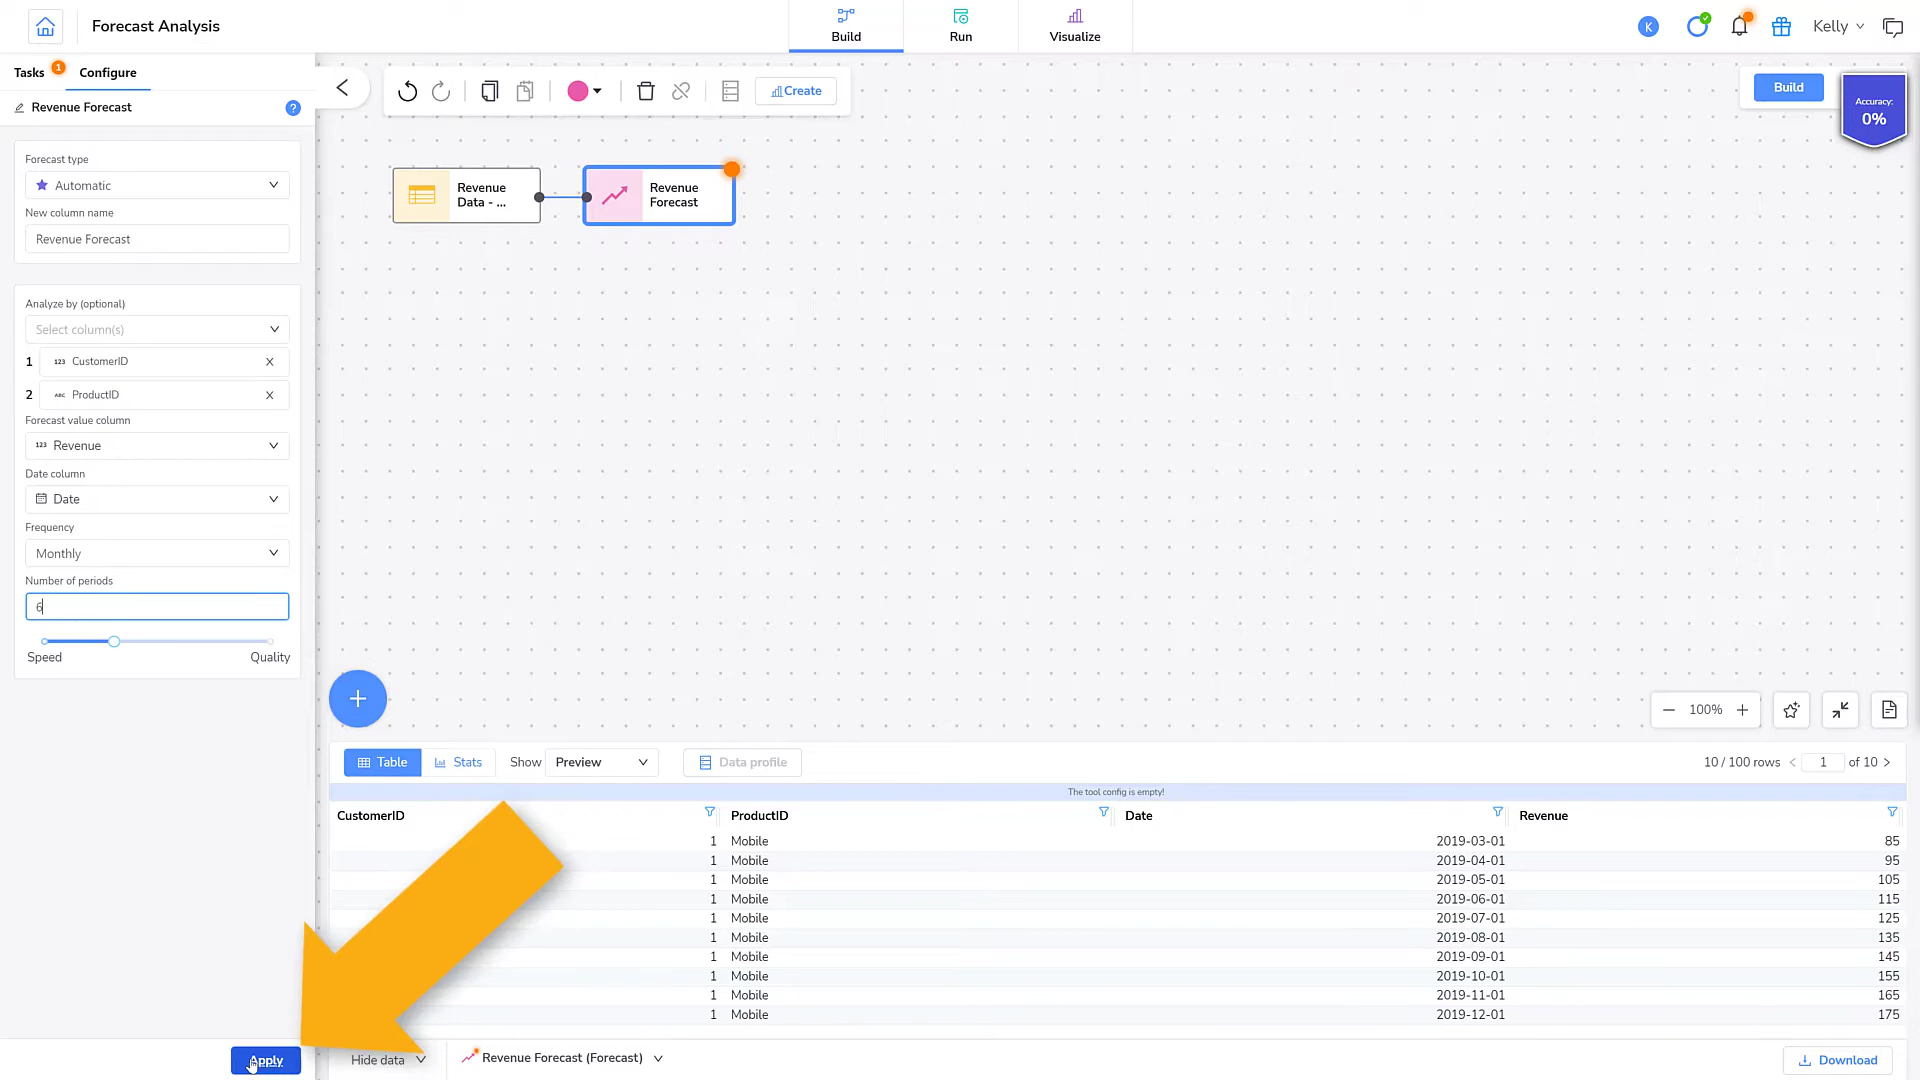 Forecast Analysis
Build
Run
Visualize
K
Kelly
Tasks 1 Configure
Revenue Forecast
?
Create
Build
Accuracy:
0%
Forecast type
Automatic
New column name
Revenue Forecast
Revenue
Data - ...
Revenue
Forecast
Analyze by (optional)
Select column(s)
1 123 CustomerID X
2 ABC ProductID X
Forecast value column
123 Revenue
Date column
Date
Frequency
Monthly
Number of periods
6
Speed Quality
100%
Table Stats Show Preview Data profile 10 / 100 rows < 1 of 10 >
The tool config is empty!
CustomerID ProductID Date Revenue
1 Mobile 2019-03-01 85
1 Mobile 2019-04-01 95
1 Mobile 2019-05-01 105
1 Mobile 2019-06-01 115
1 Mobile 2019-07-01 125
1 Mobile 2019-08-01 135
1 Mobile 2019-09-01 145
1 Mobile 2019-10-01 155
1 Mobile 2019-11-01 165
1 Mobile 2019-12-01 175
Apply
Hide data
Revenue Forecast (Forecast)
Download